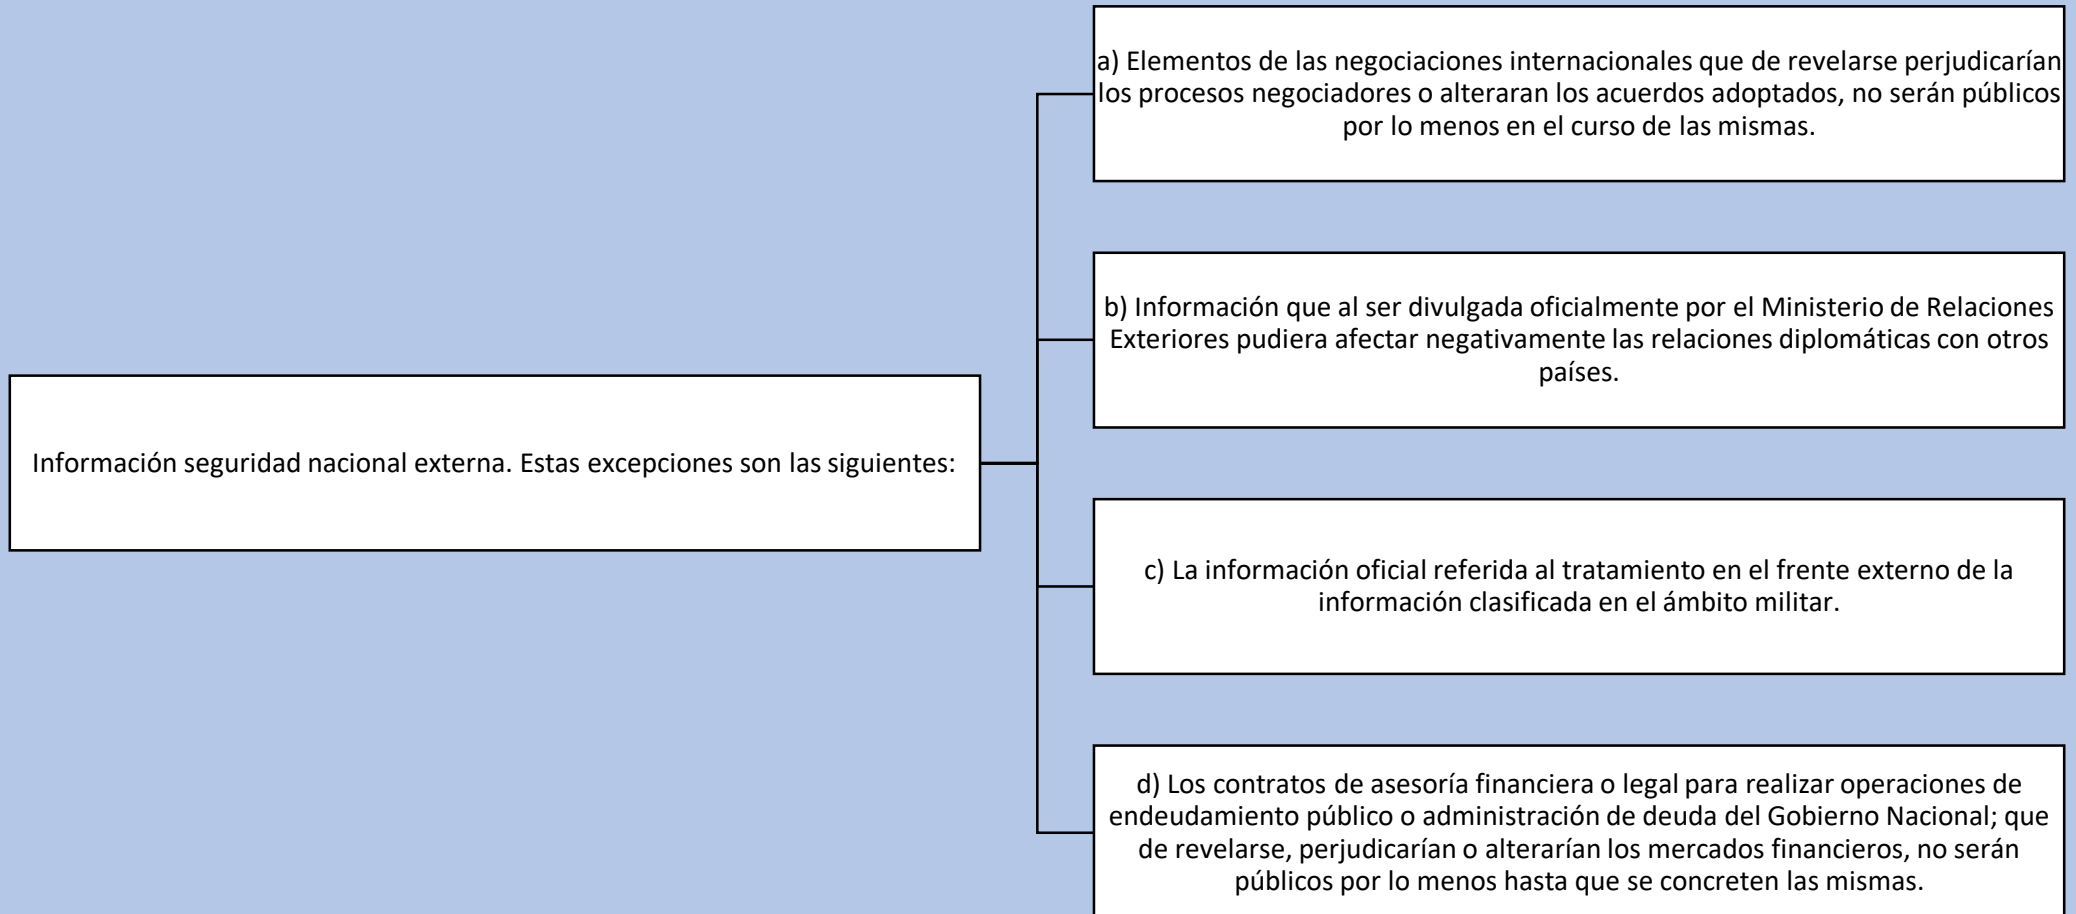 a) Elementos de las negociaciones internacionales que de revelarse perjudicarían
los procesos negociadores o alteraran los acuerdos adoptados, no serán públicos
por lo menos en el curso de las mismas.
b) Información que al ser divulgada oficialmente por el Ministerio de Relaciones
Exteriores pudiera afectar negativamente las relaciones diplomáticas con otros
países.
Información seguridad nacional externa. Estas excepciones son las siguientes:
c) La información oficial referida al tratamiento en el frente externo de la
información clasificada en el ámbito militar.
d) Los contratos de asesoría financiera o legal para realizar operaciones de
endeudamiento público o administración de deuda del Gobierno Nacional; que
de revelarse, perjudicarían o alterarían los mercados financieros, no serán
públicos por lo menos hasta que se concreten las mismas.